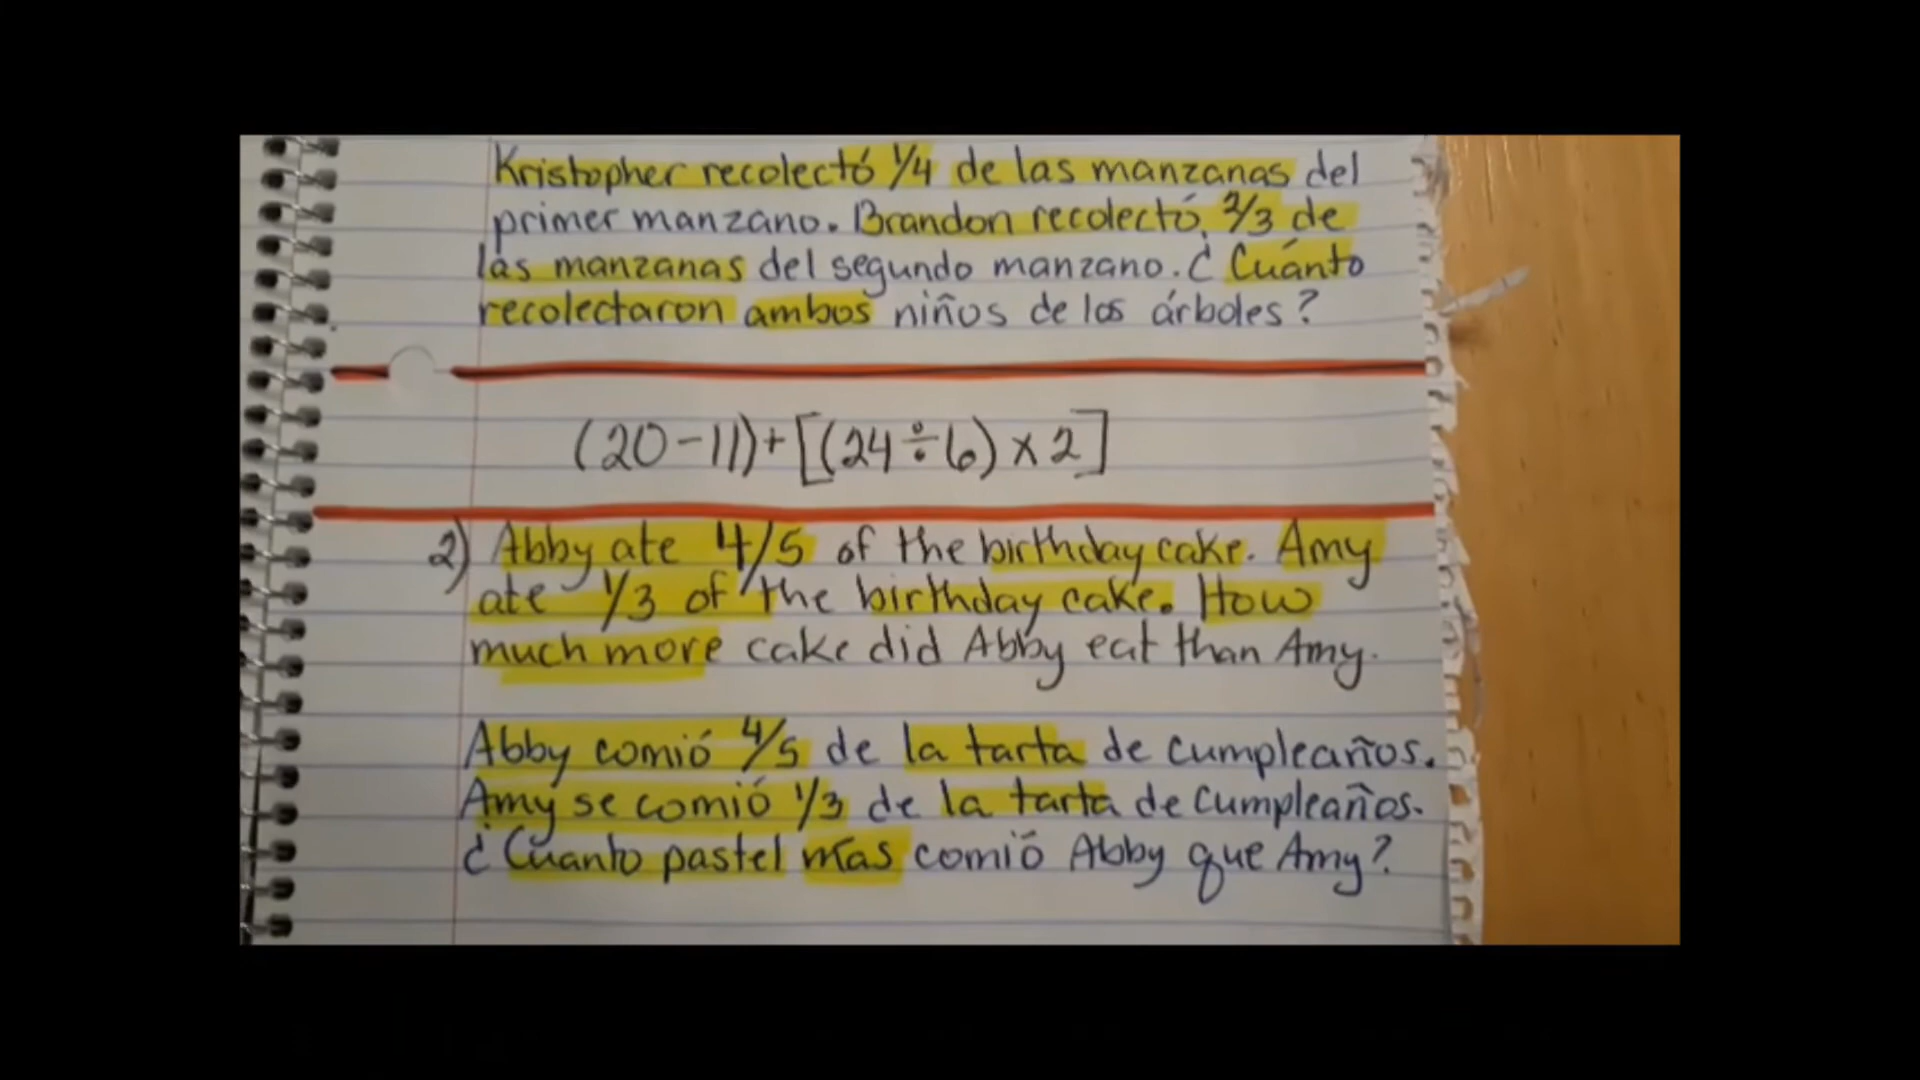 Kristopher recolectó 1/4 de las manzanas del
primer manzano. Brandon recolectó 2/3 de
las manzanas del segundo manzano. ¿Cuánto
recolectaron ambos niños de los árboles?
(20-11)+[(24÷6)×2]
2) Abby ate 4/5 of the birthday cake. Amy
ate 1/3 of the birthday cake. How
much more cake did Abby eat than Amy.
Abby comió 4/5 de la tarta de cumpleaños.
Amy se comió 1/3 de la tarta de cumpleaños.
¿Cuanto pastel mas comió Abby que Amy?